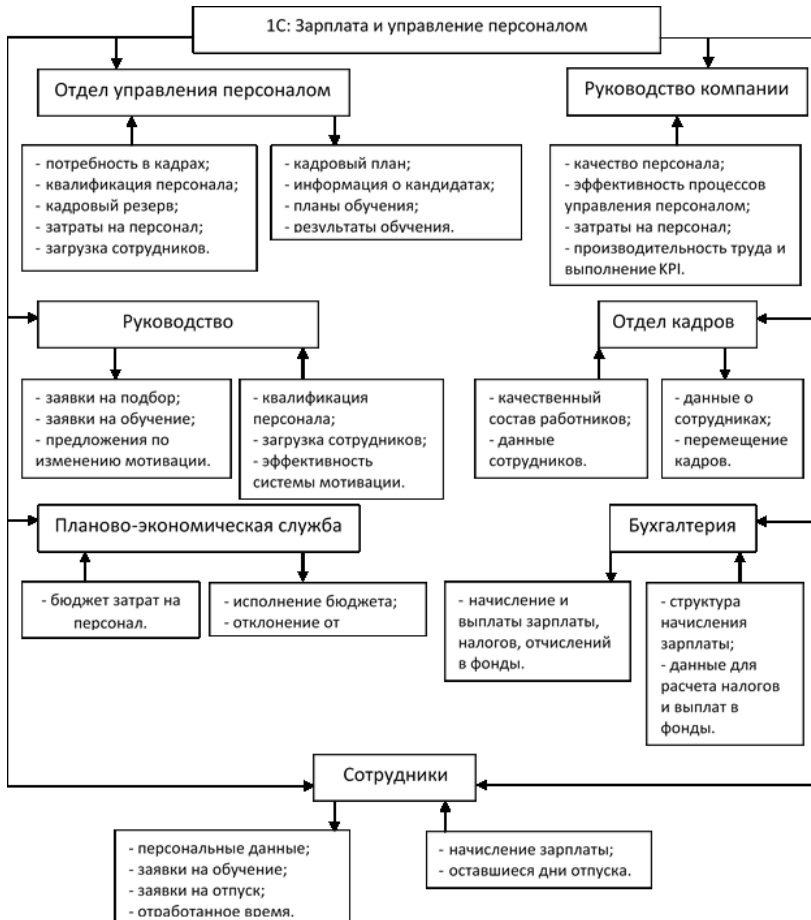 1С: Зарплата и управление персоналом
Отдел управления персоналом
Руководство компании
- потребность в кадрах;
- квалификация персонала;
- кадровый резерв;
- затраты на персонал;
- загрузка сотрудников.
- кадровый план;
- информация о кандидатах;
- планы обучения;
- результаты обучения.
- качество персонала;
- эффективность процессов
управления персоналом;
- затраты на персонал;
- производительность труда и
выполнение KPI.
Руководство
Отдел кадров
- заявки на подбор;
- заявки на обучение;
- предложения по
изменению мотивации.
- квалификация
персонала;
- загрузка сотрудников;
- эффективность
системы мотивации.
- качественный
состав работников;
- данные
сотрудников.
- данные о
сотрудниках;
- перемещение
кадров.
Планово-экономическая служба
Бухгалтерия
- бюджет затрат на
персонал.
- исполнение бюджета;
- отклонение от
- начисление и
выплаты зарплаты,
налогов, отчислений
в фонды.
- структура
начисления
зарплаты;
- данные для
расчета налогов
и выплат в
фонды.
Сотрудники
- персональные данные;
- заявки на обучение;
- заявки на отпуск;
- отработанное время.
- начисление зарплаты;
- оставшиеся дни отпуска.